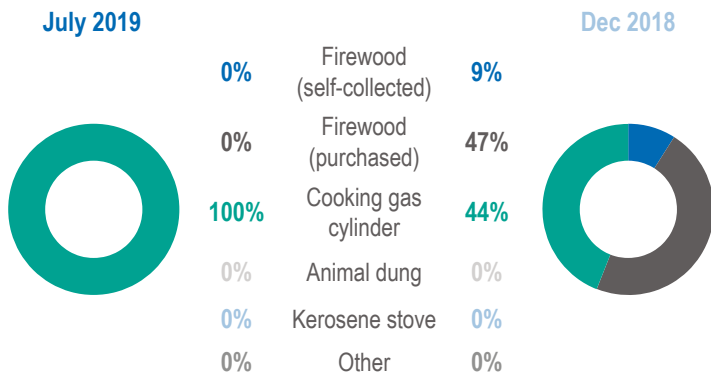 July 2019
Dec 2018
0%
Firewood
(self-collected)
9%
0%
Firewood
(purchased)
47%
100%
Cooking gas
cylinder
44%
0%
Animal dung
0%
0%
Kerosene stove
0%
0%
Other
0%